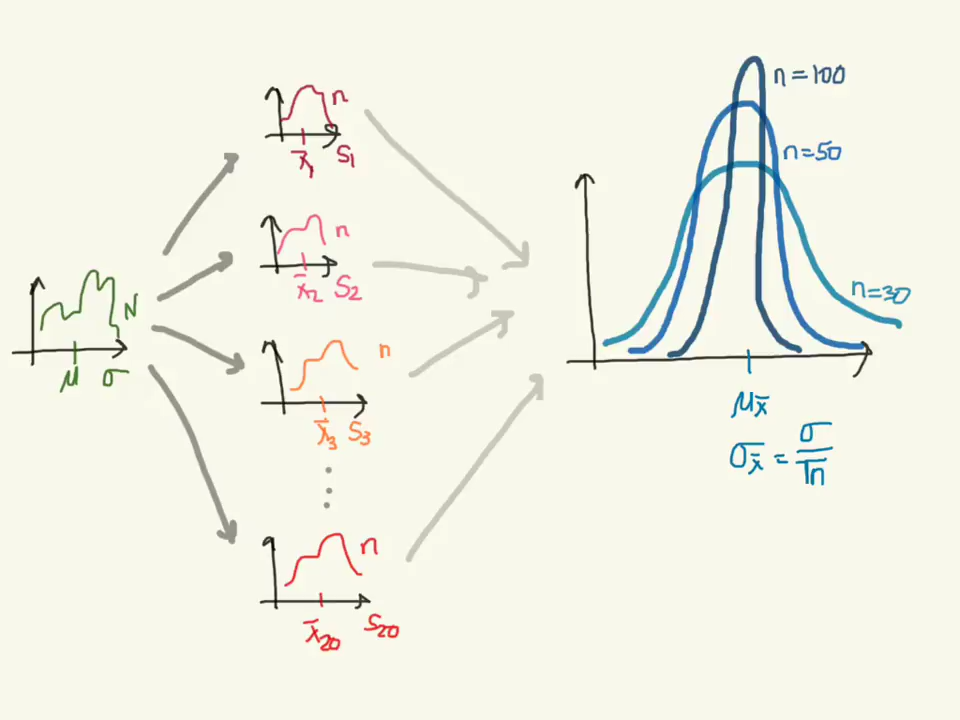 N
μ σ
n
x̄₁ S₁
n
x̄₂ S₂
n
x̄₃ S₃
n
x̄₂₀ S₂₀
n=100
n=50
n=30
μx̄
σx̄ = σ/√n